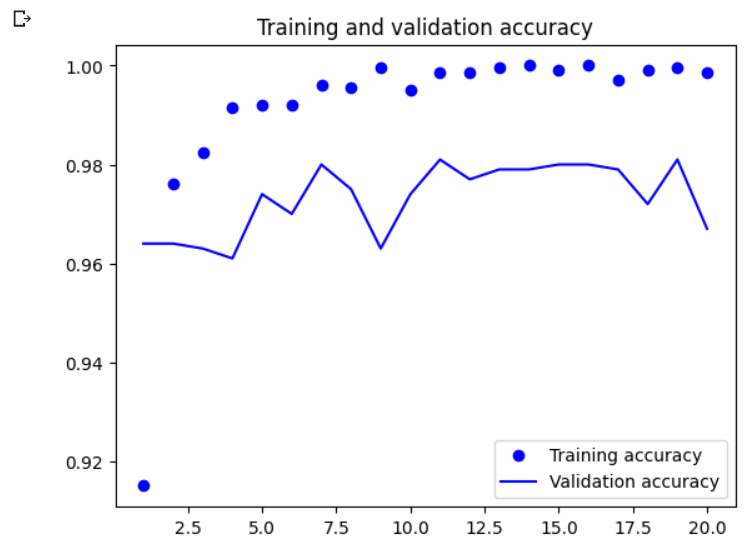 Training and validation accuracy
1.00
0.98
0.96
0.94
0.92
Training accuracy
Validation accuracy
2.5 5.0 7.5 10.0 12.5 15.0 17.5 20.0